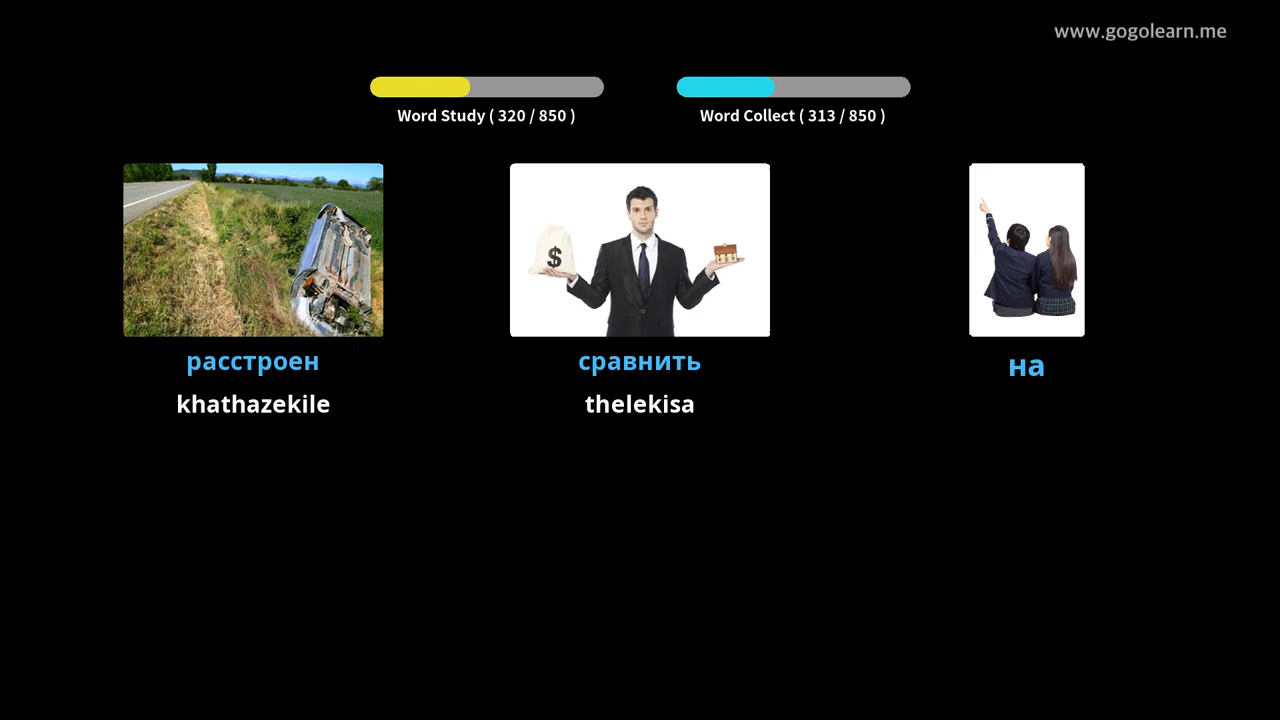 www.gogolearn.me
Word Study ( 320 / 850 )
Word Collect ( 313 / 850 )
$
расстроен
сравнить
на
khathazekile
thelekisa